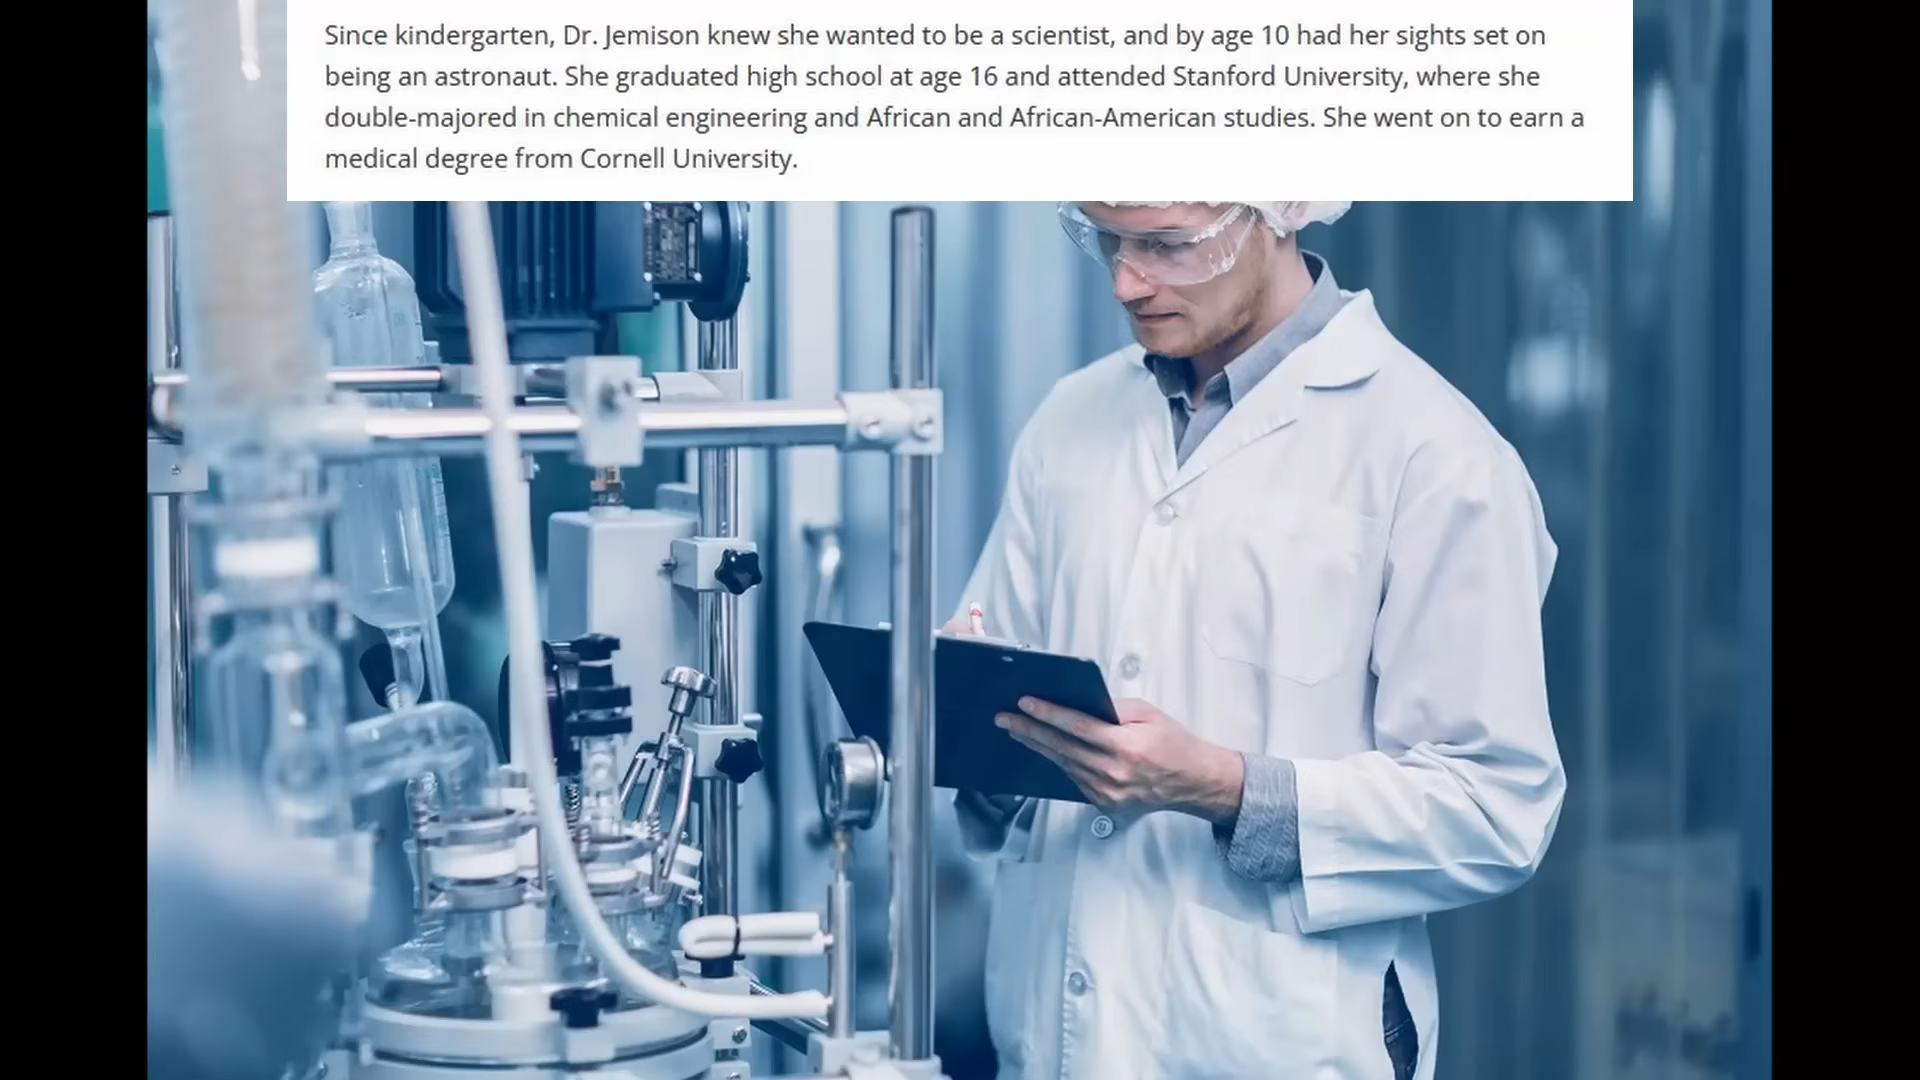 Since kindergarten, Dr. Jemison knew she wanted to be a scientist, and by age 10 had her sights set on
being an astronaut. She graduated high school at age 16 and attended Stanford University, where she
double-majored in chemical engineering and African and African-American studies. She went on to earn a
medical degree from Cornell University.